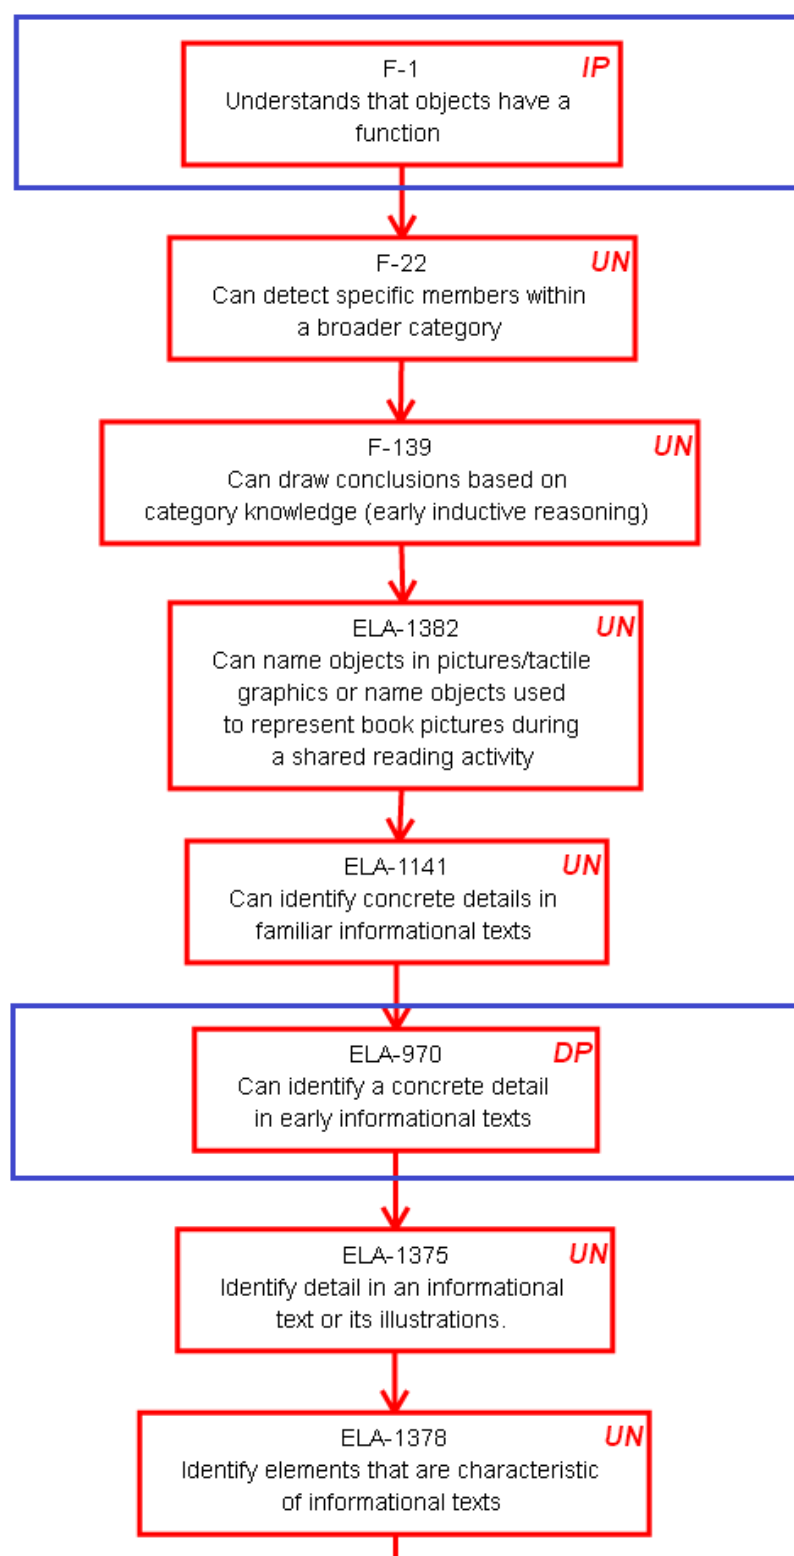 F-1 IP
Understands that objects have a
function
F-22 UN
Can detect specific members within
a broader category
F-139 UN
Can draw conclusions based on
category knowledge (early inductive reasoning)
ELA-1382 UN
Can name objects in pictures/tactile
graphics or name objects used
to represent book pictures during
a shared reading activity
ELA-1141 UN
Can identify concrete details in
familiar informational texts
ELA-970 DP
Can identify a concrete detail
in early informational texts
ELA-1375 UN
Identify detail in an informational
text or its illustrations.
ELA-1378 UN
Identify elements that are characteristic
of informational texts